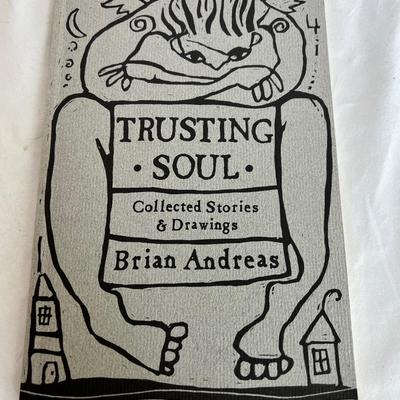 TRUSTING
• SOUL •
Collected Stories
& Drawings
Brian Andreas